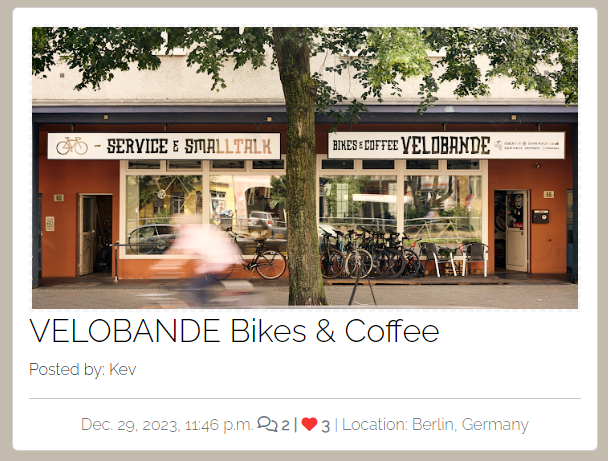 - SERVICE & SMALLTALK
BIKES & COFFEE VELOBANDE
VELOBANDE Bikes & Coffee
Posted by: Kev
Dec. 29, 2023, 11:46 p.m. 2 | 3 | Location: Berlin, Germany